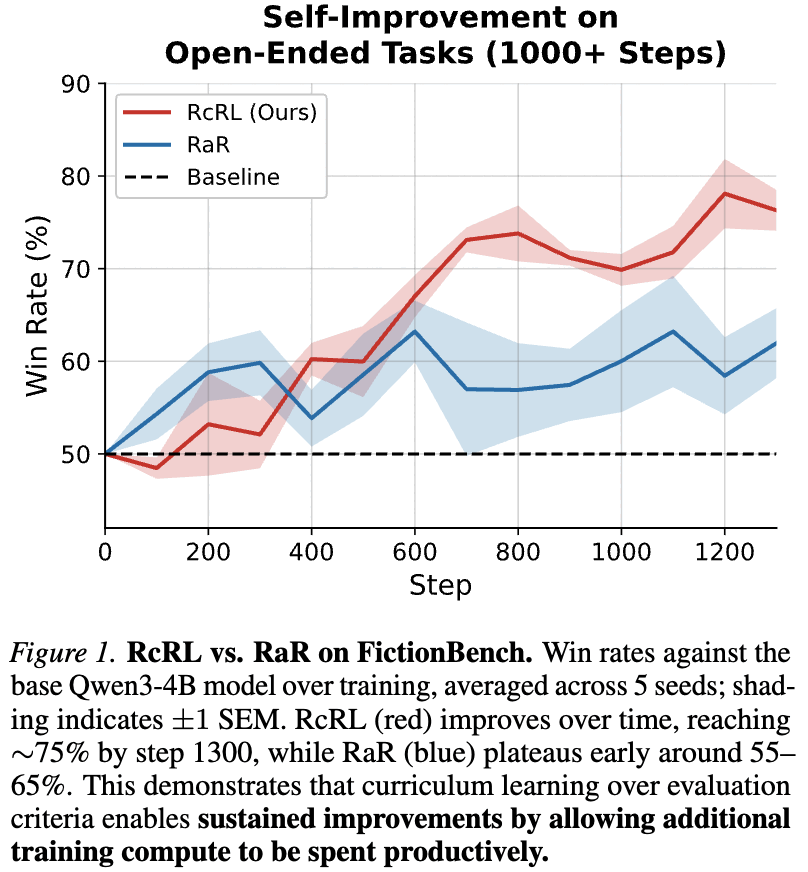 Self-Improvement on
Open-Ended Tasks (1000+ Steps)
90
80
70
60
50
Win Rate (%)
RcRL (Ours)
RaR
Baseline
0 200 400 600 800 1000 1200
Step
Figure 1. RcRL vs. RaR on FictionBench. Win rates against the
base Qwen3-4B model over training, averaged across 5 seeds; shad-
ing indicates ±1 SEM. RcRL (red) improves over time, reaching
∼75% by step 1300, while RaR (blue) plateaus early around 55–
65%. This demonstrates that curriculum learning over evaluation
criteria enables sustained improvements by allowing additional
training compute to be spent productively.